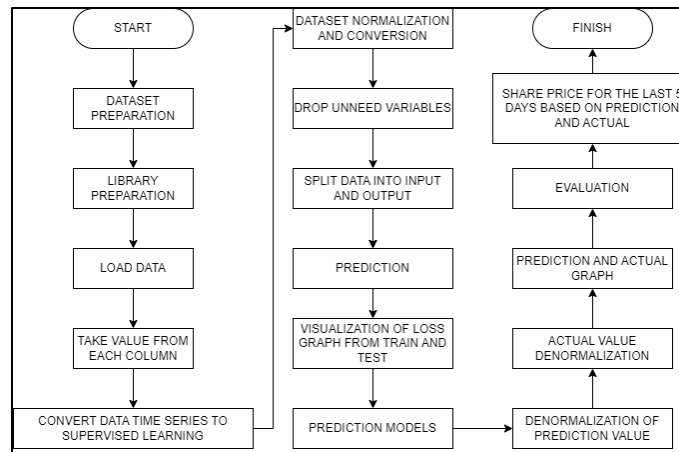 START
DATASET
PREPARATION
LIBRARY
PREPARATION
LOAD DATA
TAKE VALUE FROM
EACH COLUMN
CONVERT DATA TIME SERIES TO
SUPERVISED LEARNING
DATASET NORMALIZATION
AND CONVERSION
DROP UNNEED VARIABLES
SPLIT DATA INTO INPUT
AND OUTPUT
PREDICTION
VISUALIZATION OF LOSS
GRAPH FROM TRAIN AND
TEST
PREDICTION MODELS
DENORMALIZATION OF
PREDICTION VALUE
ACTUAL VALUE
DENORMALIZATION
PREDICTION AND ACTUAL
GRAPH
EVALUATION
SHARE PRICE FOR THE LAST 5
DAYS BASED ON PREDICTION
AND ACTUAL
FINISH